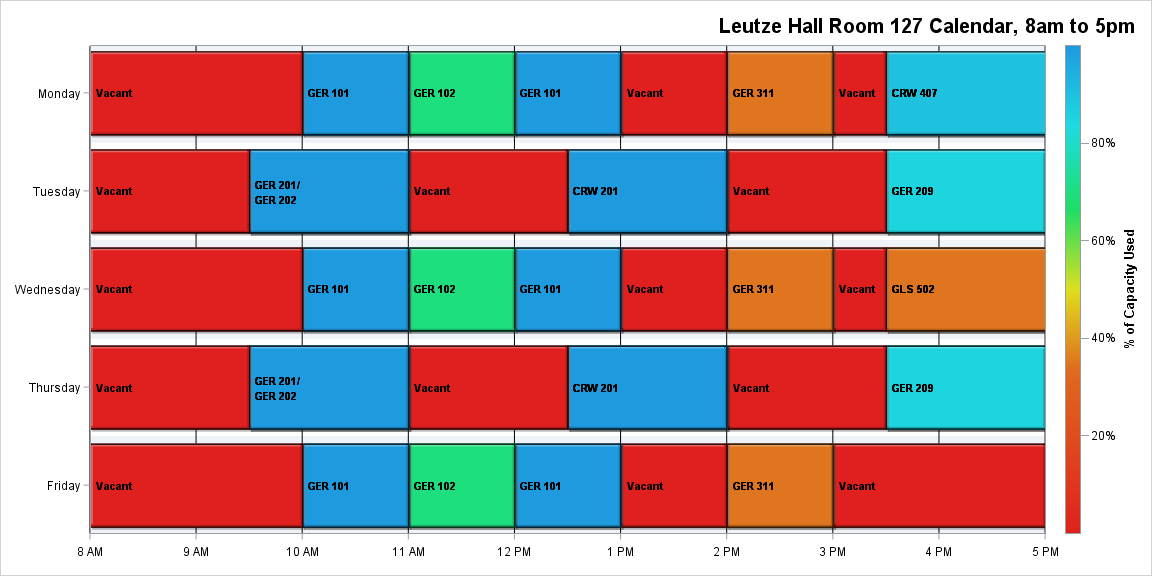 Leutze Hall Room 127 Calendar, 8am to 5pm
Monday
Vacant
GER 101
GER 102
GER 101
Vacant
GER 311
Vacant
CRW 407
Tuesday
Vacant
GER 201/
GER 202
Vacant
CRW 201
Vacant
GER 209
Wednesday
Vacant
GER 101
GER 102
GER 101
Vacant
GER 311
Vacant
GLS 502
Thursday
Vacant
GER 201/
GER 202
Vacant
CRW 201
Vacant
GER 209
Friday
Vacant
GER 101
GER 102
GER 101
Vacant
GER 311
Vacant
8 AM
9 AM
10 AM
11 AM
12 PM
1 PM
2 PM
3 PM
4 PM
5 PM
80%
60%
40%
20%
% of Capacity Used